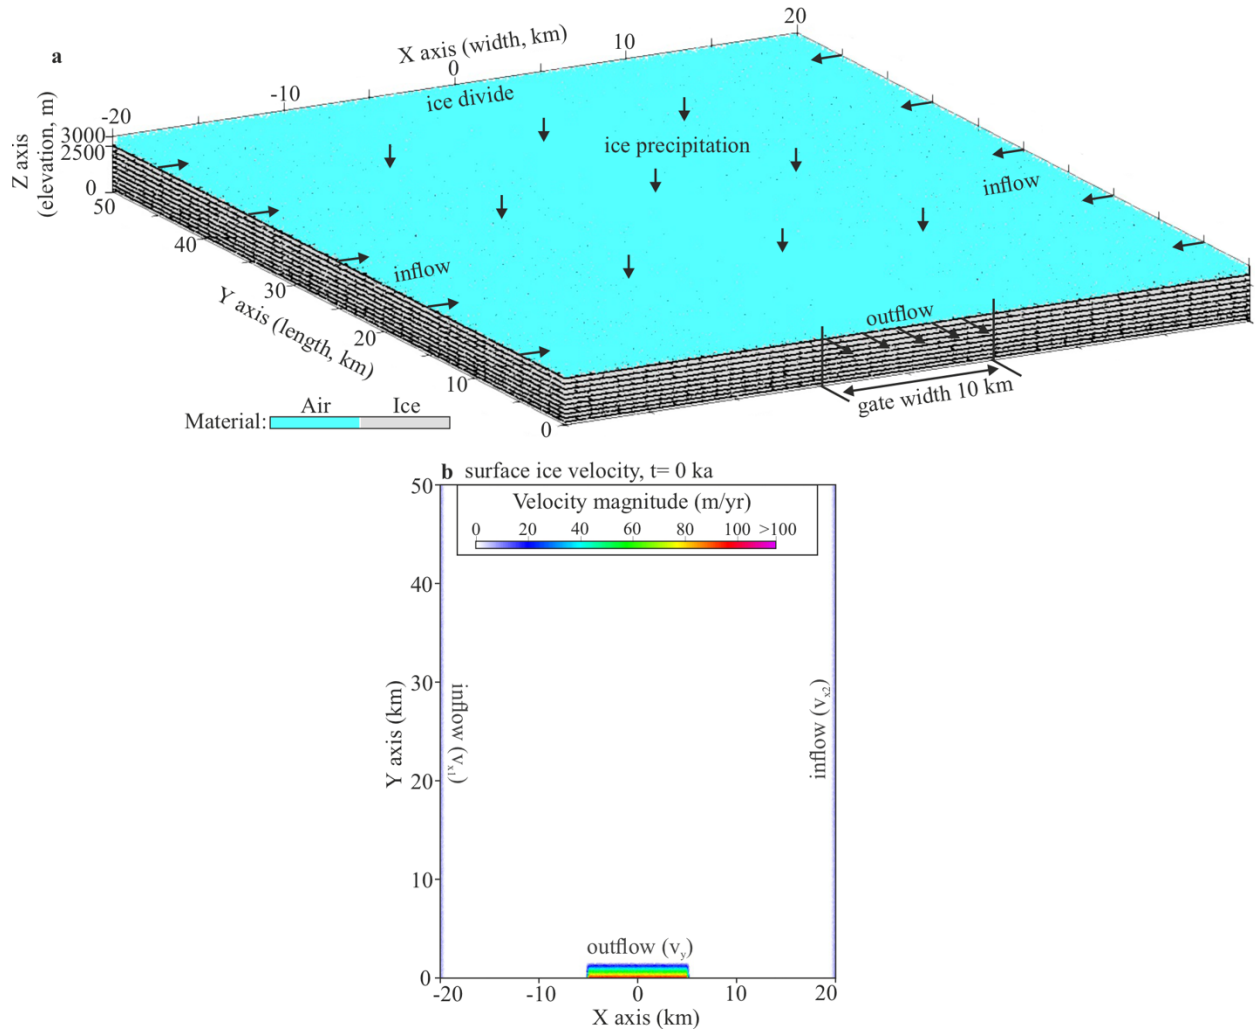 a
X axis (width, km)
-20
-10
0
10
20
ice divide
ice precipitation
inflow
inflow
outflow
gate width 10 km
Z axis
(elevation, m)
3000
2500
0
50
40
30
20
10
0
Y axis (length, km)
Material:
Air
Ice
b surface ice velocity, t= 0 ka
Velocity magnitude (m/yr)
0 20 40 60 80 100 >100
50
40
30
20
10
0
Y axis (km)
inflow (vx1)
inflow (vx2)
outflow (vy)
-20 -10 0 10 20
X axis (km)